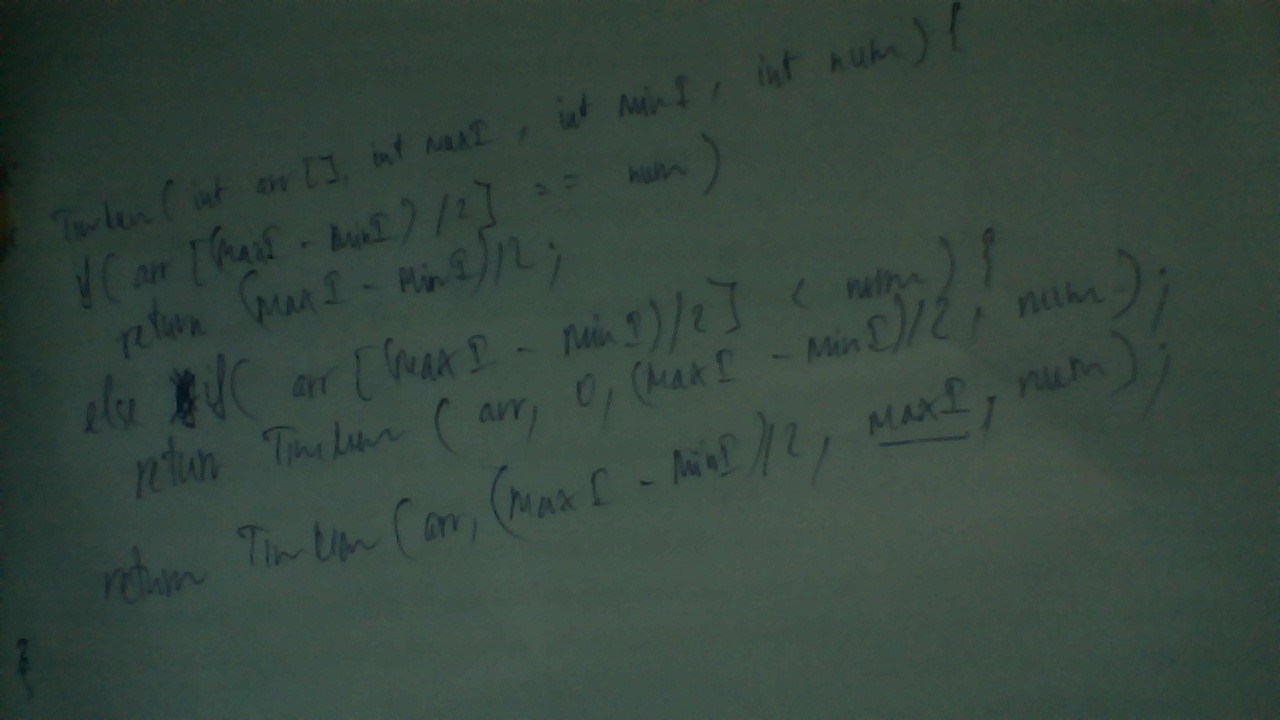 TimKiem(int arr[], int maxI, int minI, int num){
if(arr[(maxI - minI)/2] == num)
return (maxI - minI)/2;
else if( arr[(maxI - minI)/2] < num){
return TimKiem(arr, 0, (maxI - minI)/2, num);
return TimKiem(arr, (maxI - minI)/2, maxI, num);
}